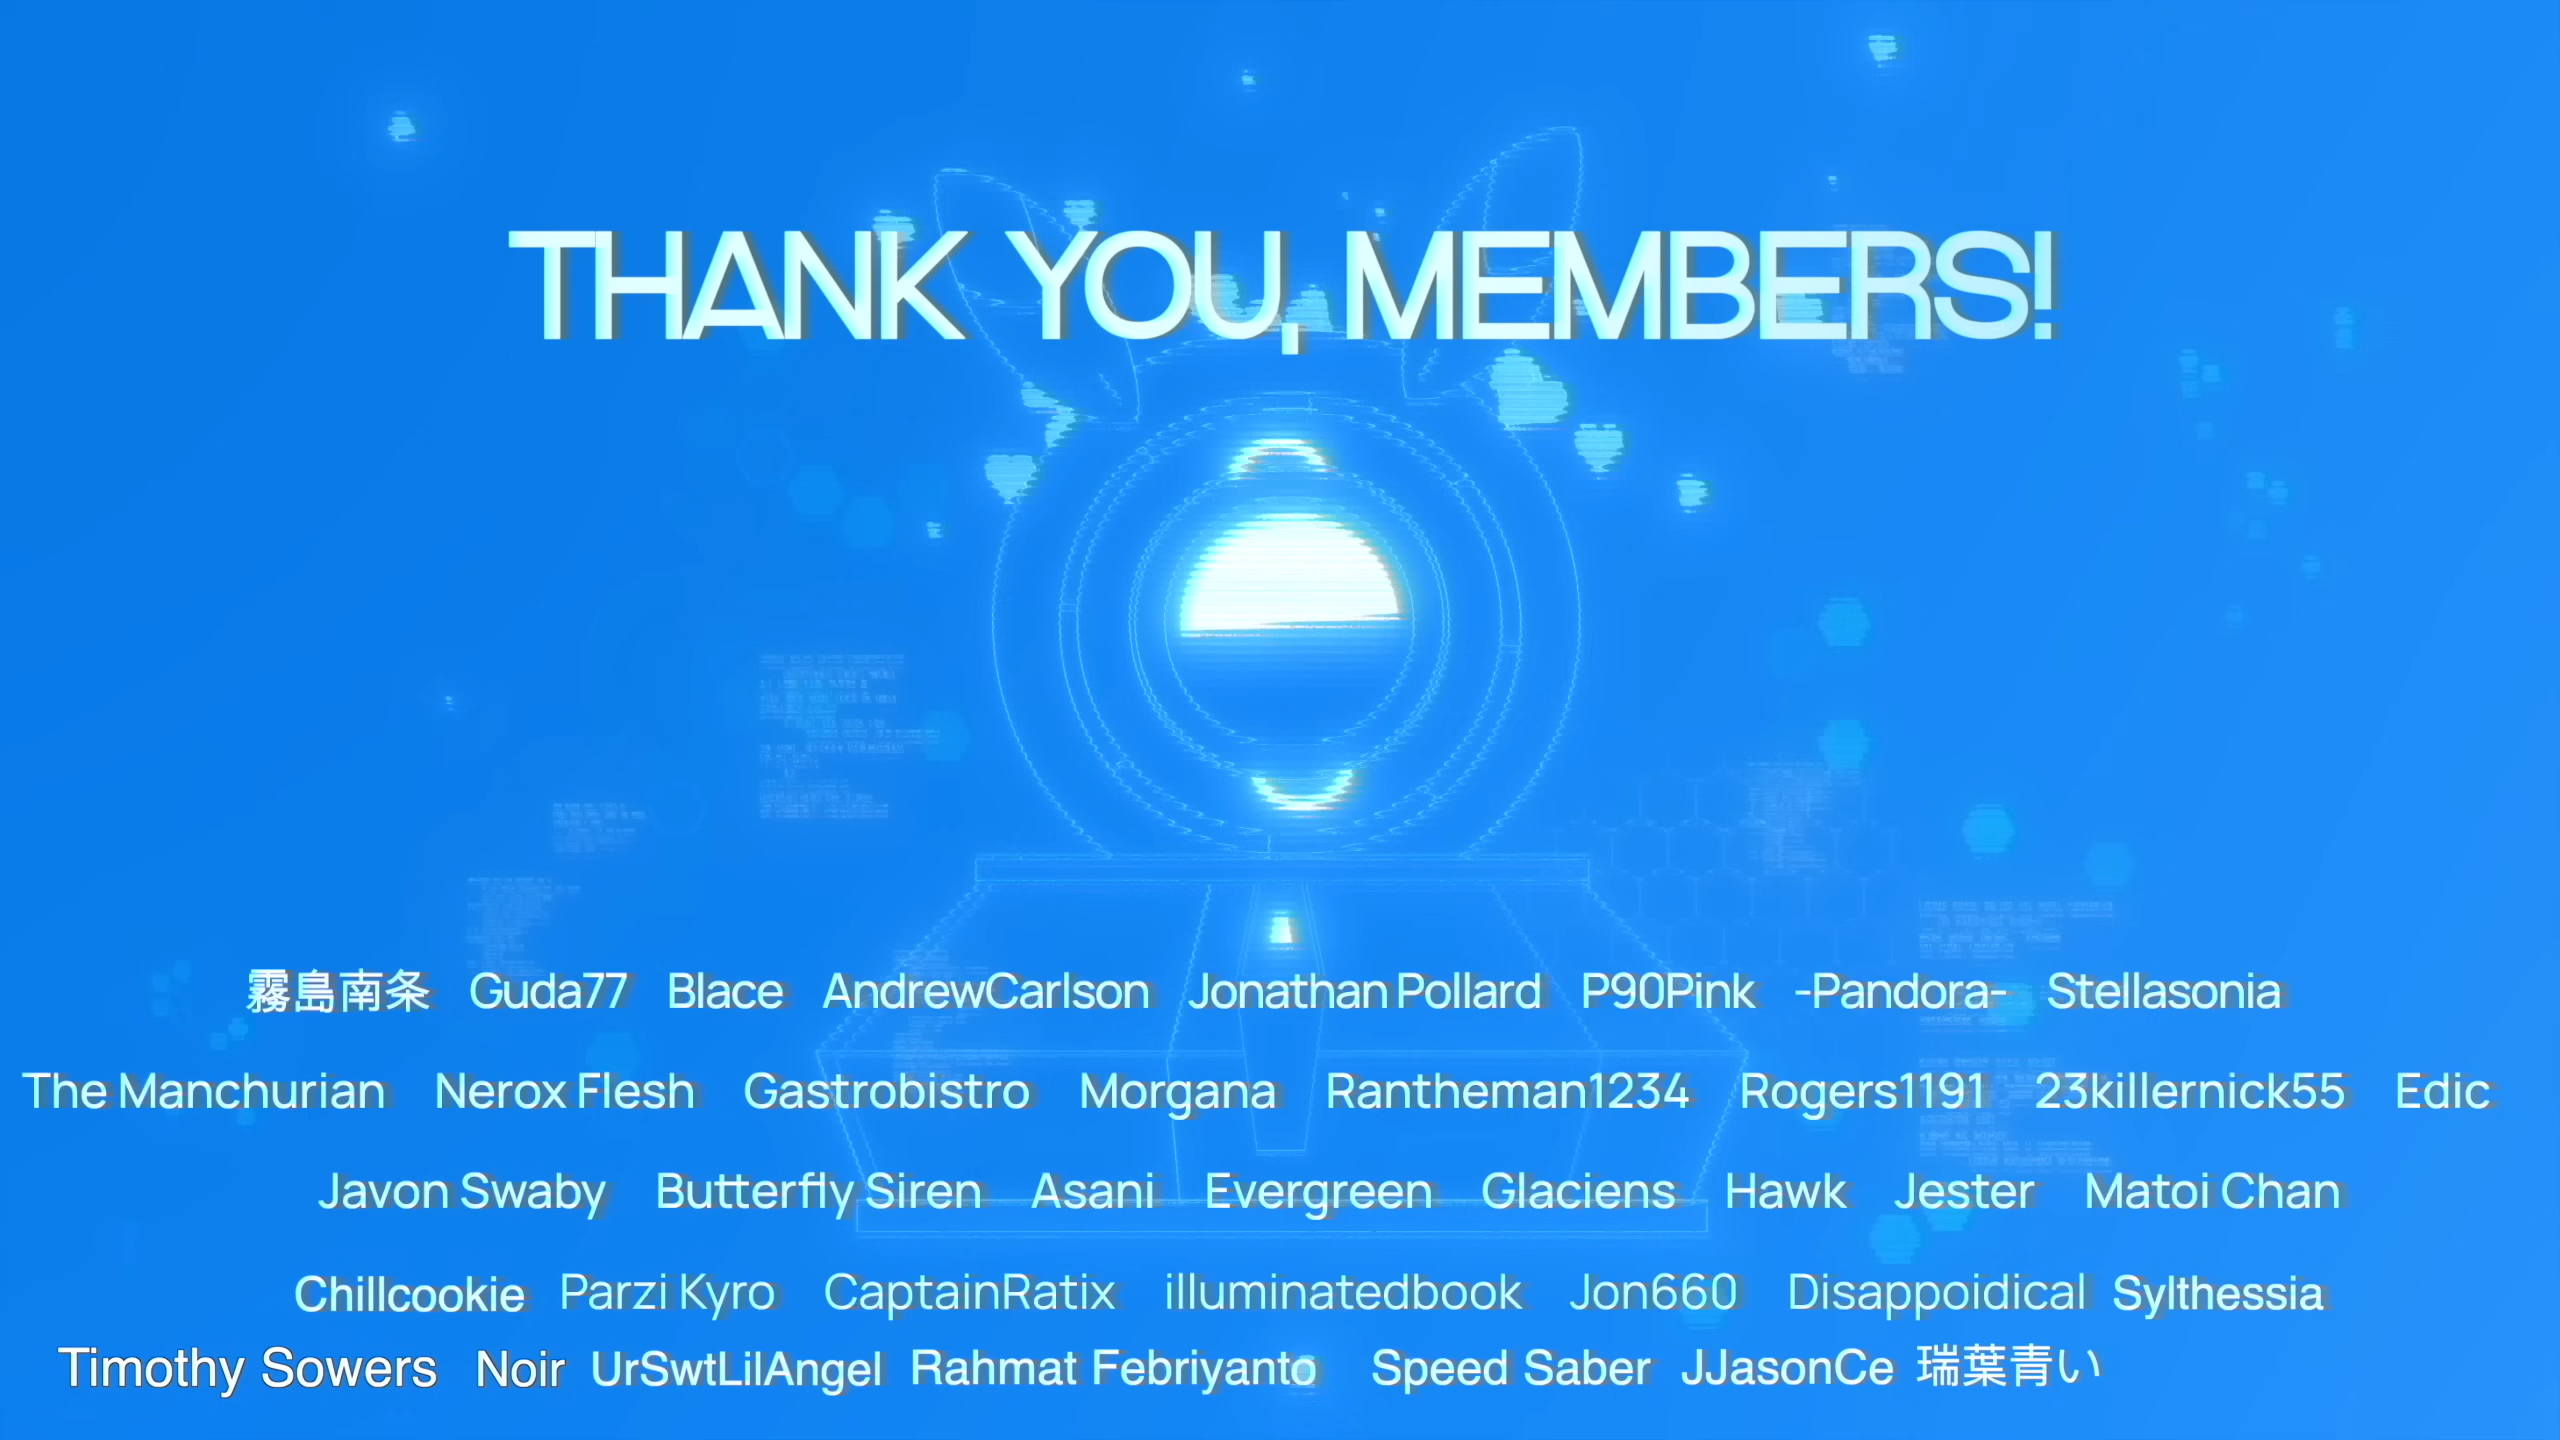 THANK YOU, MEMBERS!
霧島南条 Guda77 Blace AndrewCarlson Jonathan Pollard P90Pink -Pandora- Stellasonia
The Manchurian Nerox Flesh Gastrobistro Morgana Rantheman1234 Rogers1191 23killernick55 Edic
Javon Swaby Butterfly Siren Asani Evergreen Glaciens Hawk Jester Matoi Chan
Chillcookie Parzi Kyro CaptainRatix illuminatedbook Jon660 Disappoidical Sylthessia
Timothy Sowers Noir UrSwtLilAngel Rahmat Febriyanto Speed Saber JJasonCe 瑞葉青い